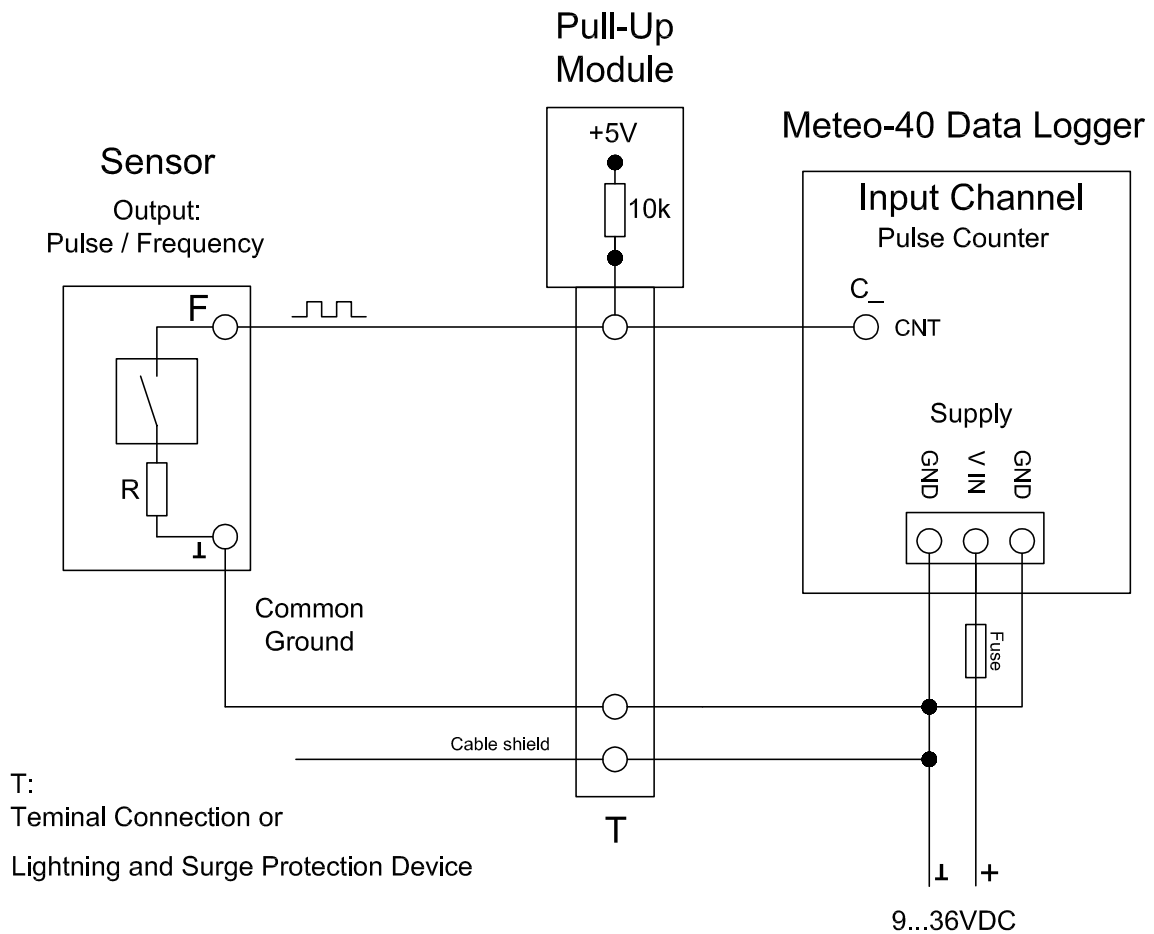 Pull-Up
Module
+5V
10k
Meteo-40 Data Logger
Input Channel
Pulse Counter
C_
CNT
Supply
GND
V IN
GND
Fuse
Sensor
Output:
Pulse / Frequency
F
R
⊥
Common
Ground
Cable shield
T:
Teminal Connection or
Lightning and Surge Protection Device
T
⊥ +
9...36VDC